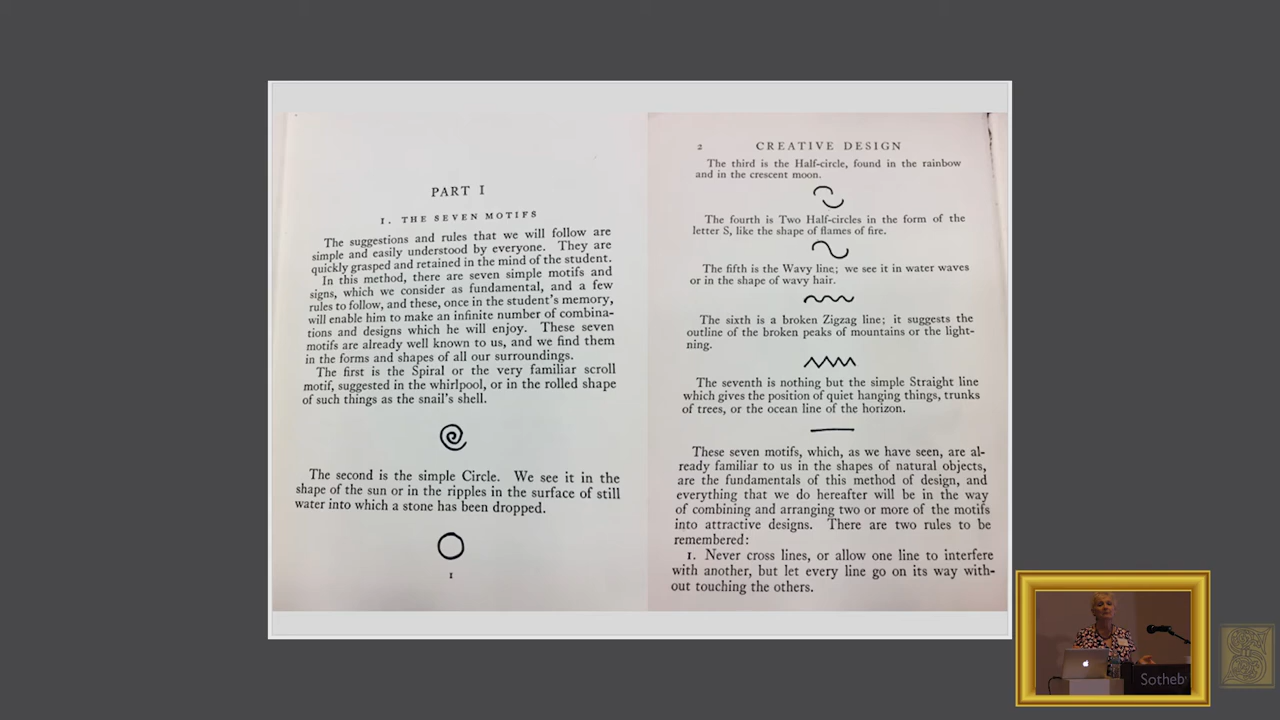 PART I
1. THE SEVEN MOTIFS
The suggestions and rules that we will follow are
simple and easily understood by everyone. They are
quickly grasped and retained in the mind of the student.
In this method, there are seven simple motifs and
signs, which we consider as fundamental, and a few
rules to follow, and these, once in the student's memory,
will enable him to make an infinite number of combina-
tions and designs which he will enjoy. These seven
motifs are already well known to us, and we find them
in the forms and shapes of all our surroundings.
The first is the Spiral or the very familiar scroll
motif, suggested in the whirlpool, or in the rolled shape
of such things as the snail's shell.
The second is the simple Circle. We see it in the
shape of the sun or in the ripples in the surface of still
water into which a stone has been dropped.
1
2 CREATIVE DESIGN
The third is the Half-circle, found in the rainbow
and in the crescent moon.
The fourth is Two Half-circles in the form of the
letter S, like the shape of flames of fire.
The fifth is the Wavy line; we see it in water waves
or in the shape of wavy hair.
The sixth is a broken Zigzag line; it suggests the
outline of the broken peaks of mountains or the light-
ning.
The seventh is nothing but the simple Straight line
which gives the position of quiet hanging things, trunks
of trees, or the ocean line of the horizon.
These seven motifs, which, as we have seen, are al-
ready familiar to us in the shapes of natural objects,
are the fundamentals of this method of design, and
everything that we do hereafter will be in the way
of combining and arranging two or more of the motifs
into attractive designs. There are two rules to be
remembered:
1. Never cross lines, or allow one line to interfere
with another, but let every line go on its way with-
out touching the others.
Sotheb